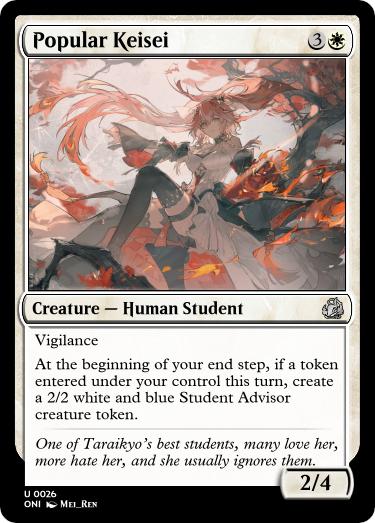 Popular Keisei 3
Creature — Human Student
Vigilance
At the beginning of your end step, if a token
entered under your control this turn, create
a 2/2 white and blue Student Advisor
creature token.
One of Taraikyo's best students, many love her,
more hate her, and she usually ignores them.
2/4
U 0026
ONI Mei_Ren